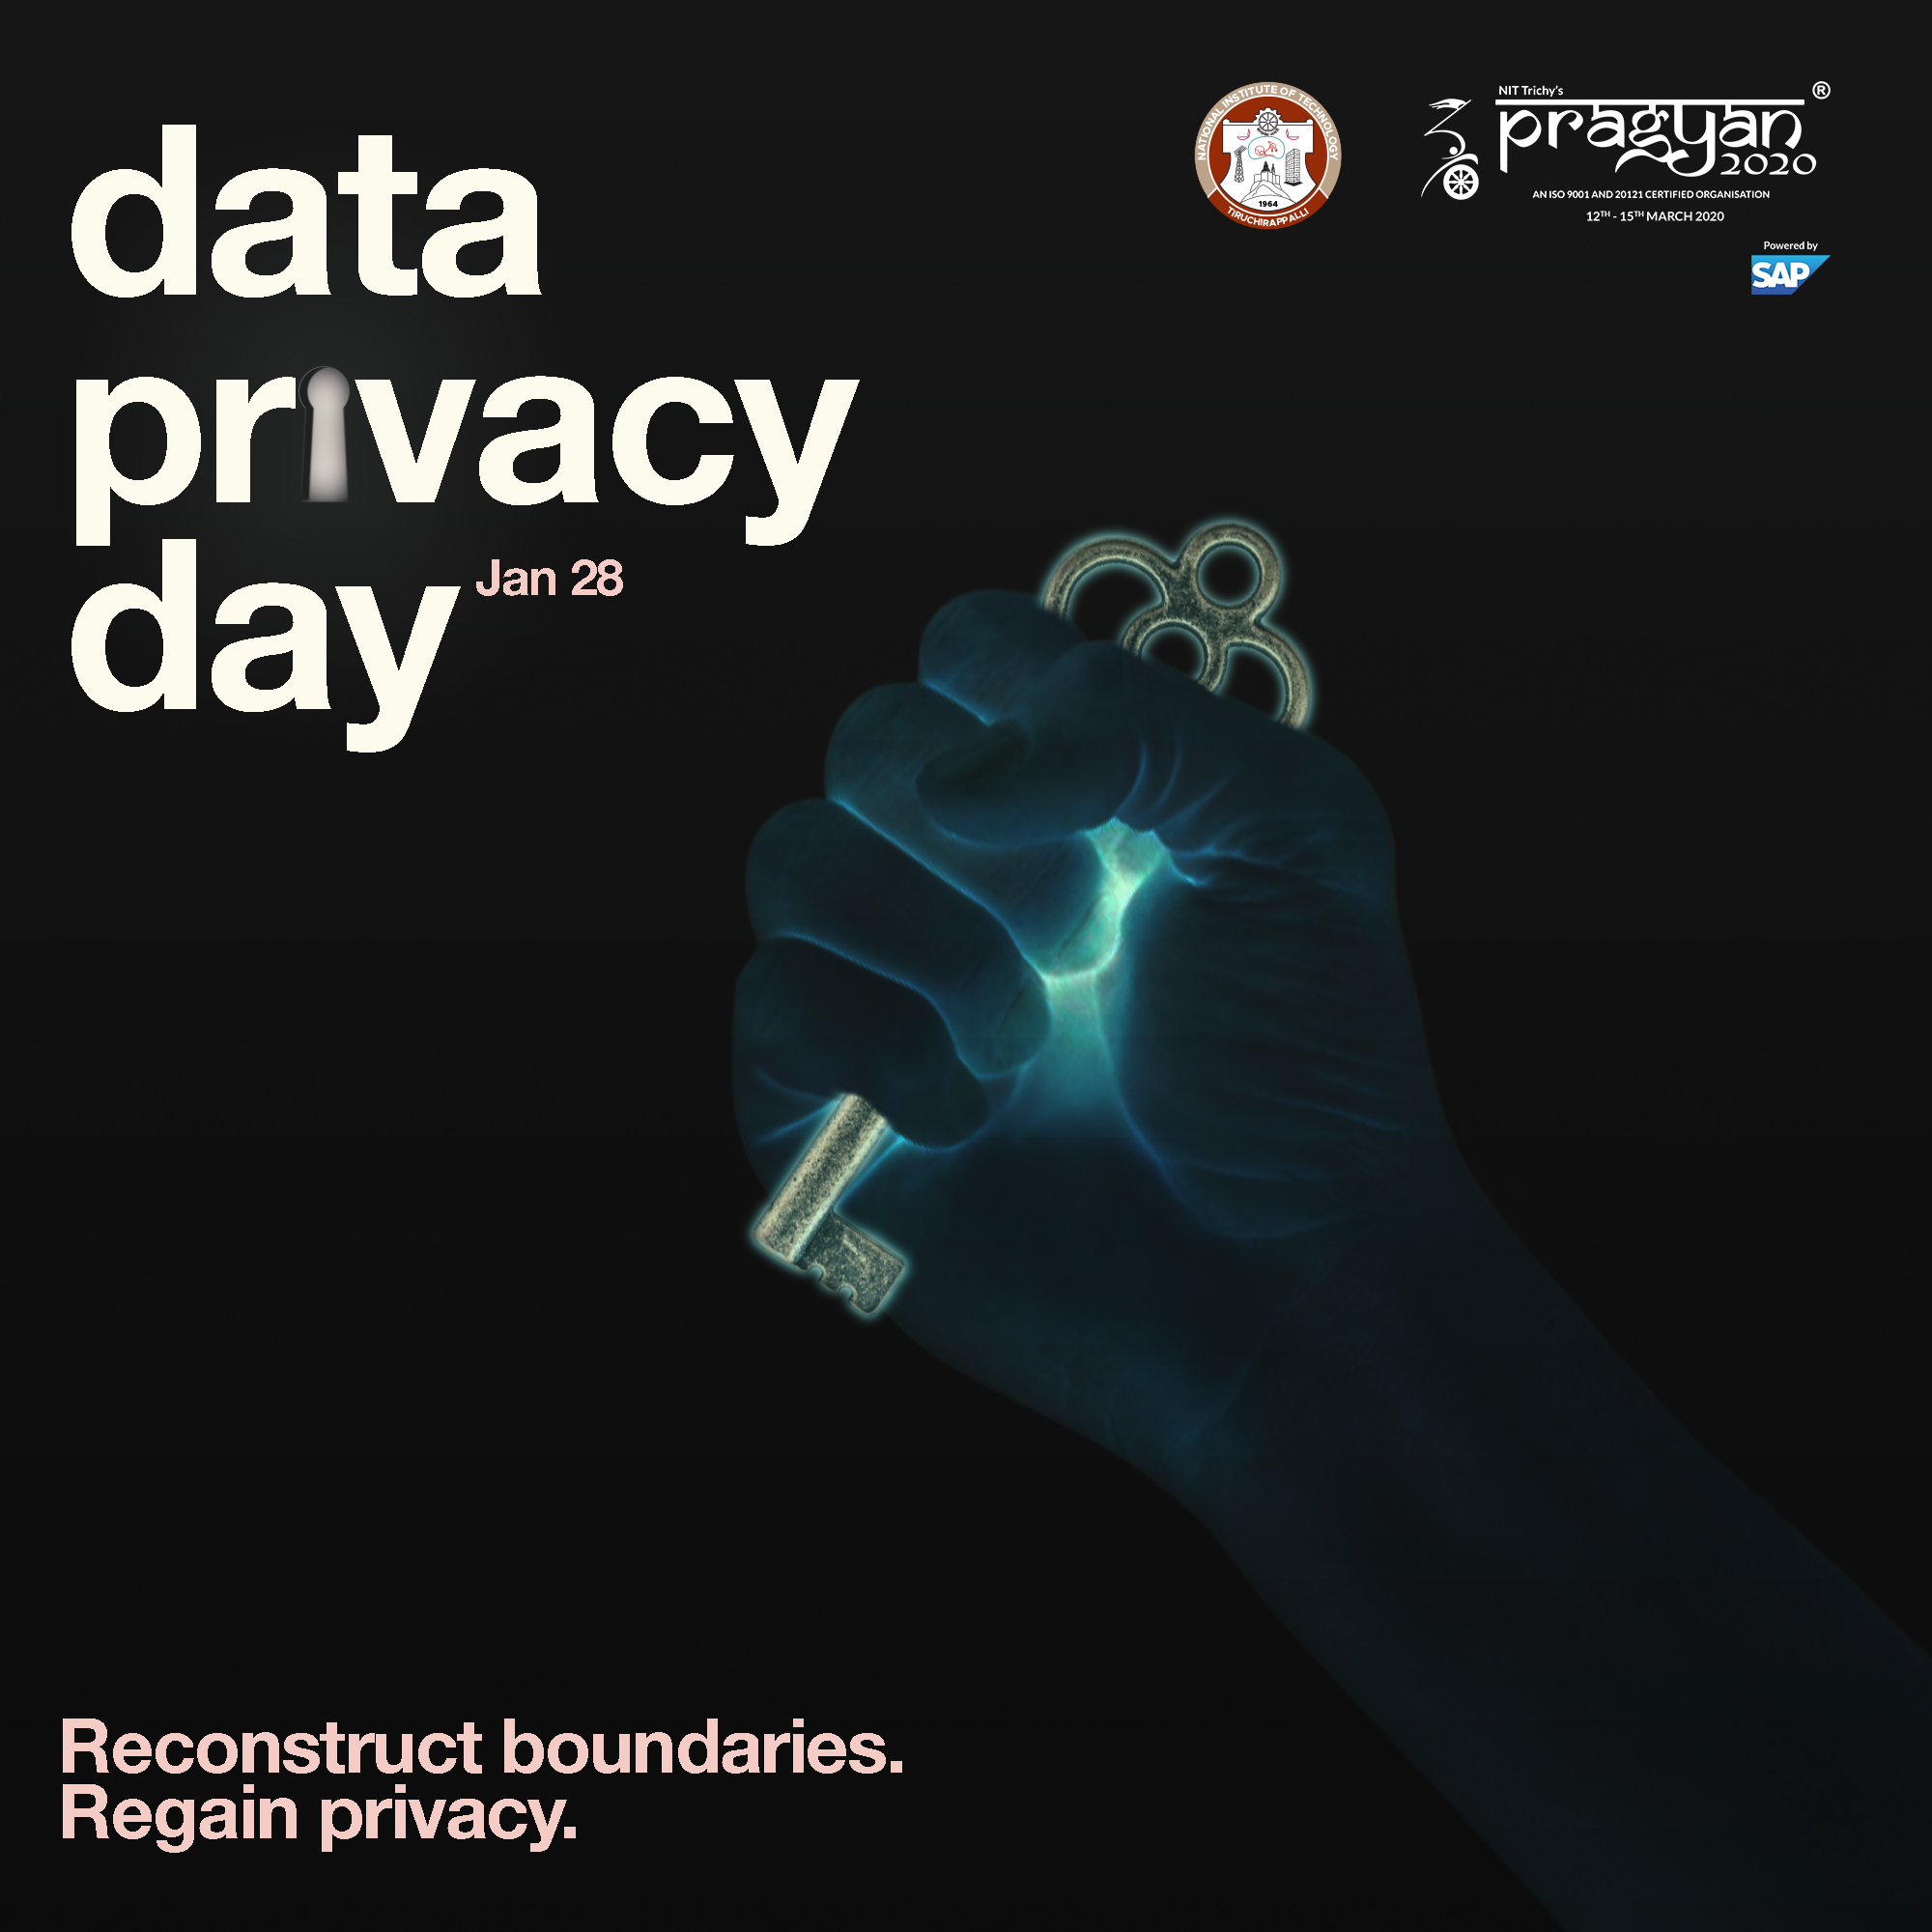 data
privacy
day
Jan 28
NATIONAL INSTITUTE OF TECHNOLOGY
1964
TIRUCHIRAPPALLI
NIT Trichy's
pragyan
2020
®
AN ISO 9001 AND 20121 CERTIFIED ORGANISATION
12TH - 15TH MARCH 2020
Powered by
SAP
Reconstruct boundaries.
Regain privacy.